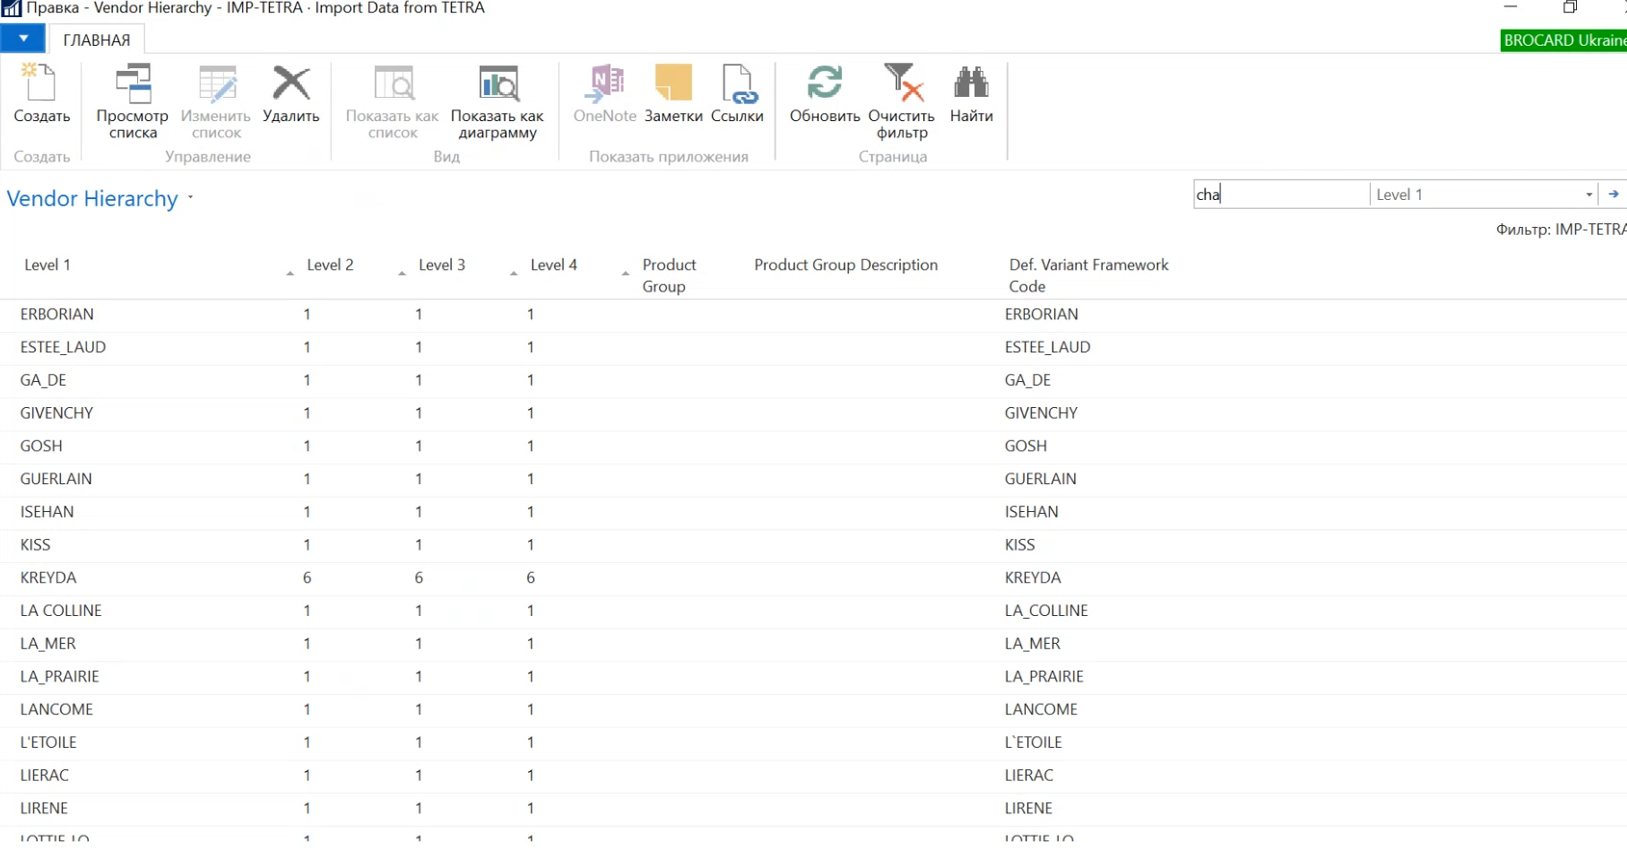 Правка - Vendor Hierarchy - IMP-TETRA · Import Data from TETRA
ГЛАВНАЯ
BROCARD Ukraine
Создать
Просмотр списка
Изменить список
Удалить
Показать как список
Показать как диаграмму
OneNote
Заметки
Ссылки
Обновить
Очистить фильтр
Найти
Создать
Управление
Вид
Показать приложения
Страница
Vendor Hierarchy
cha
Level 1
Фильтр: IMP-TETRA
Level 1 Level 2 Level 3 Level 4 Product Group Product Group Description Def. Variant Framework Code
ERBORIAN 1 1 1 ERBORIAN
ESTEE_LAUD 1 1 1 ESTEE_LAUD
GA_DE 1 1 1 GA_DE
GIVENCHY 1 1 1 GIVENCHY
GOSH 1 1 1 GOSH
GUERLAIN 1 1 1 GUERLAIN
ISEHAN 1 1 1 ISEHAN
KISS 1 1 1 KISS
KREYDA 6 6 6 KREYDA
LA COLLINE 1 1 1 LA_COLLINE
LA_MER 1 1 1 LA_MER
LA_PRAIRIE 1 1 1 LA_PRAIRIE
LANCOME 1 1 1 LANCOME
L'ETOILE 1 1 1 L`ETOILE
LIERAC 1 1 1 LIERAC
LIRENE 1 1 1 LIRENE